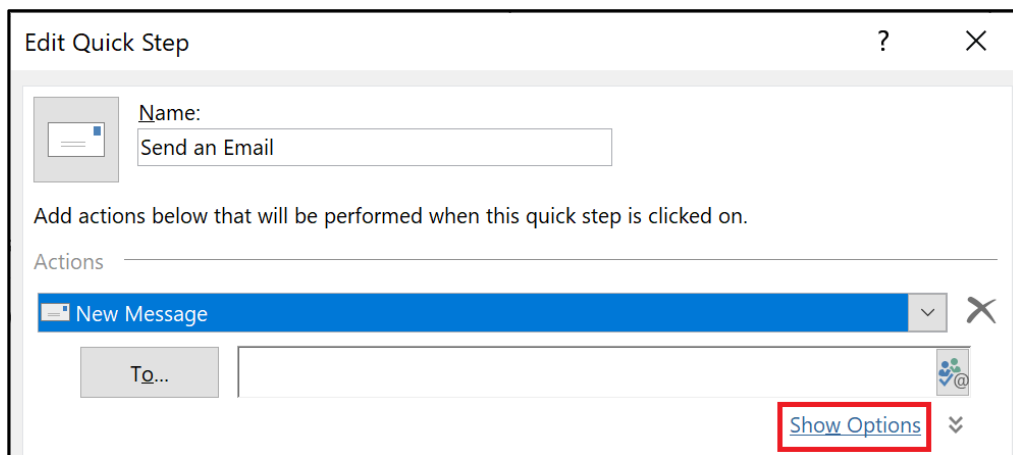 Edit Quick Step ?
Name:
Send an Email
Add actions below that will be performed when this quick step is clicked on.
Actions
New Message
To...
@
Show Options